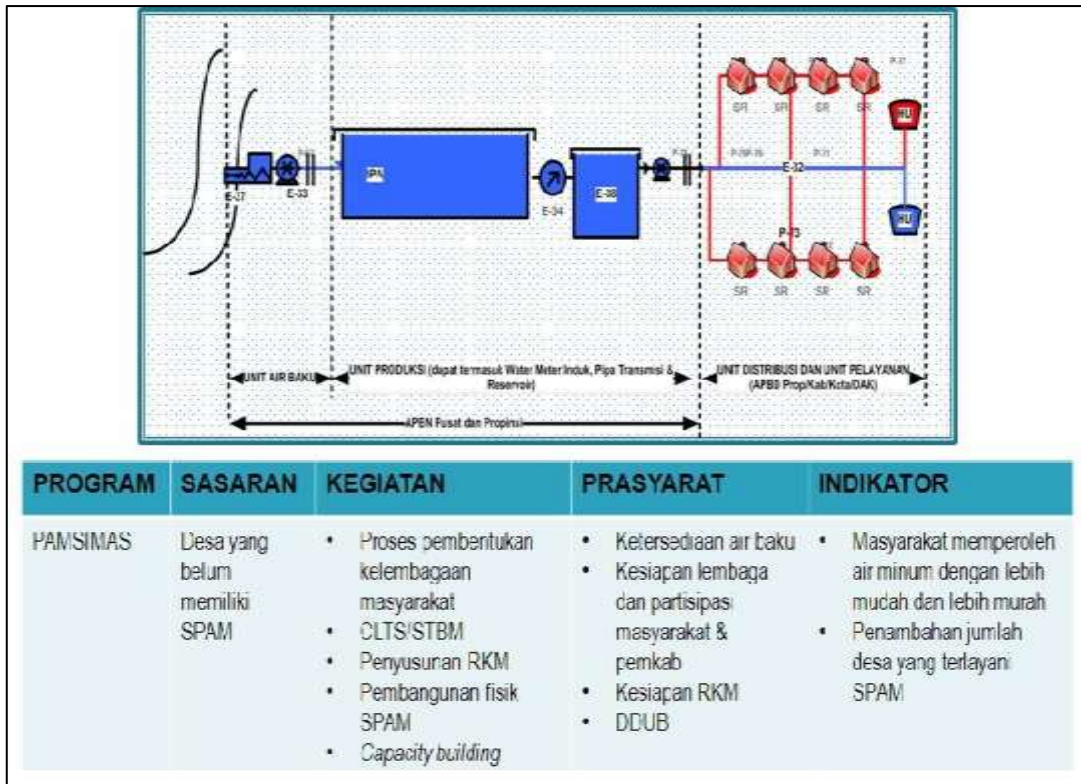 SR SR SR SR
HU
E-32
E-37
E-33
E-34
E-38
HU
P-73
SR SR SR SR
UNIT AIR BAKU
UNIT PRODUKSI (dapat termasuk Water Meter Induk, Pipa Transmisi &
Reservoir)
UNIT DISTRIBUSI DAN UNIT PELAYANAN
(APBD Prop/Kab/Kota/DAK)
APBN Pusat dan Propinsi
PROGRAM SASARAN KEGIATAN PRASYARAT INDIKATOR
PAMSIMAS
Desa yang
belum
memiliki
SPAM
• Proses pembentukan
kelembagaan
masyarakat
• CLTS/STBM
• Penyusunan RKM
• Pembangunan fisik
SPAM
• Capacity building
• Ketersediaan air baku
• Kesiapan lembaga
dan partisipasi
masyarakat &
pemkab
• Kesiapan RKM
• DDUB
• Masyarakat memperoleh
air minum dengan lebih
mudah dan lebih murah
• Penambahan jumlah
desa yang terlayani
SPAM